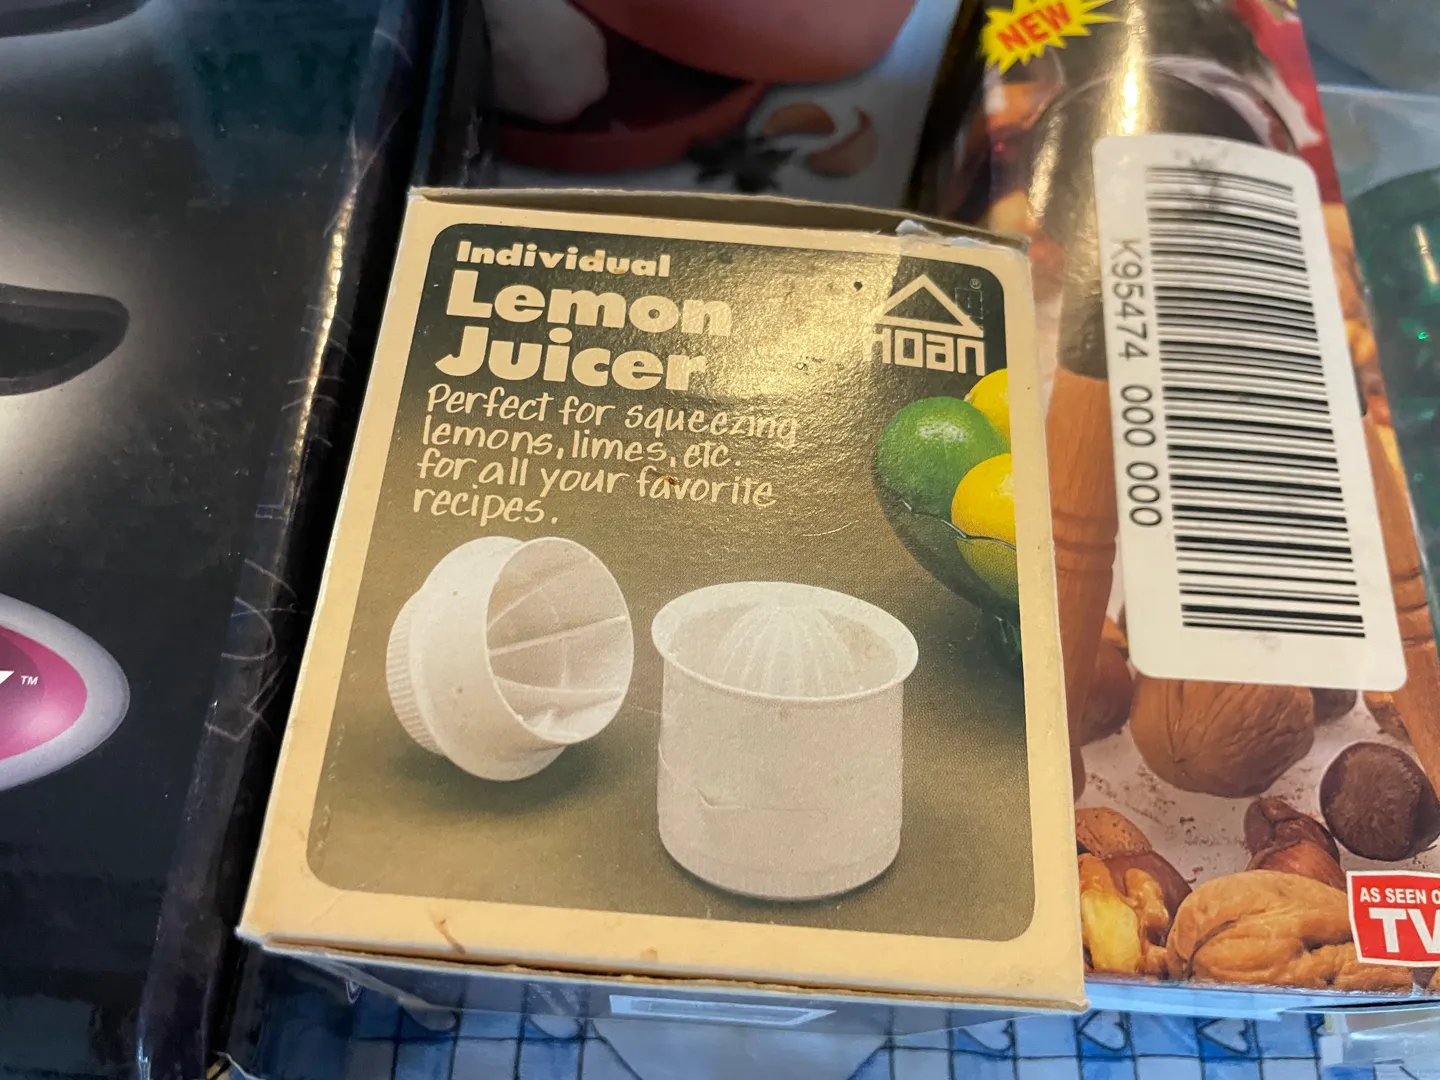 NEW
Individual
Lemon
Juicer
HOAN®
Perfect for squeezing
lemons, limes, etc.
for all your favorite
recipes.
K95474 000 000
TM
AS SEEN O
TV